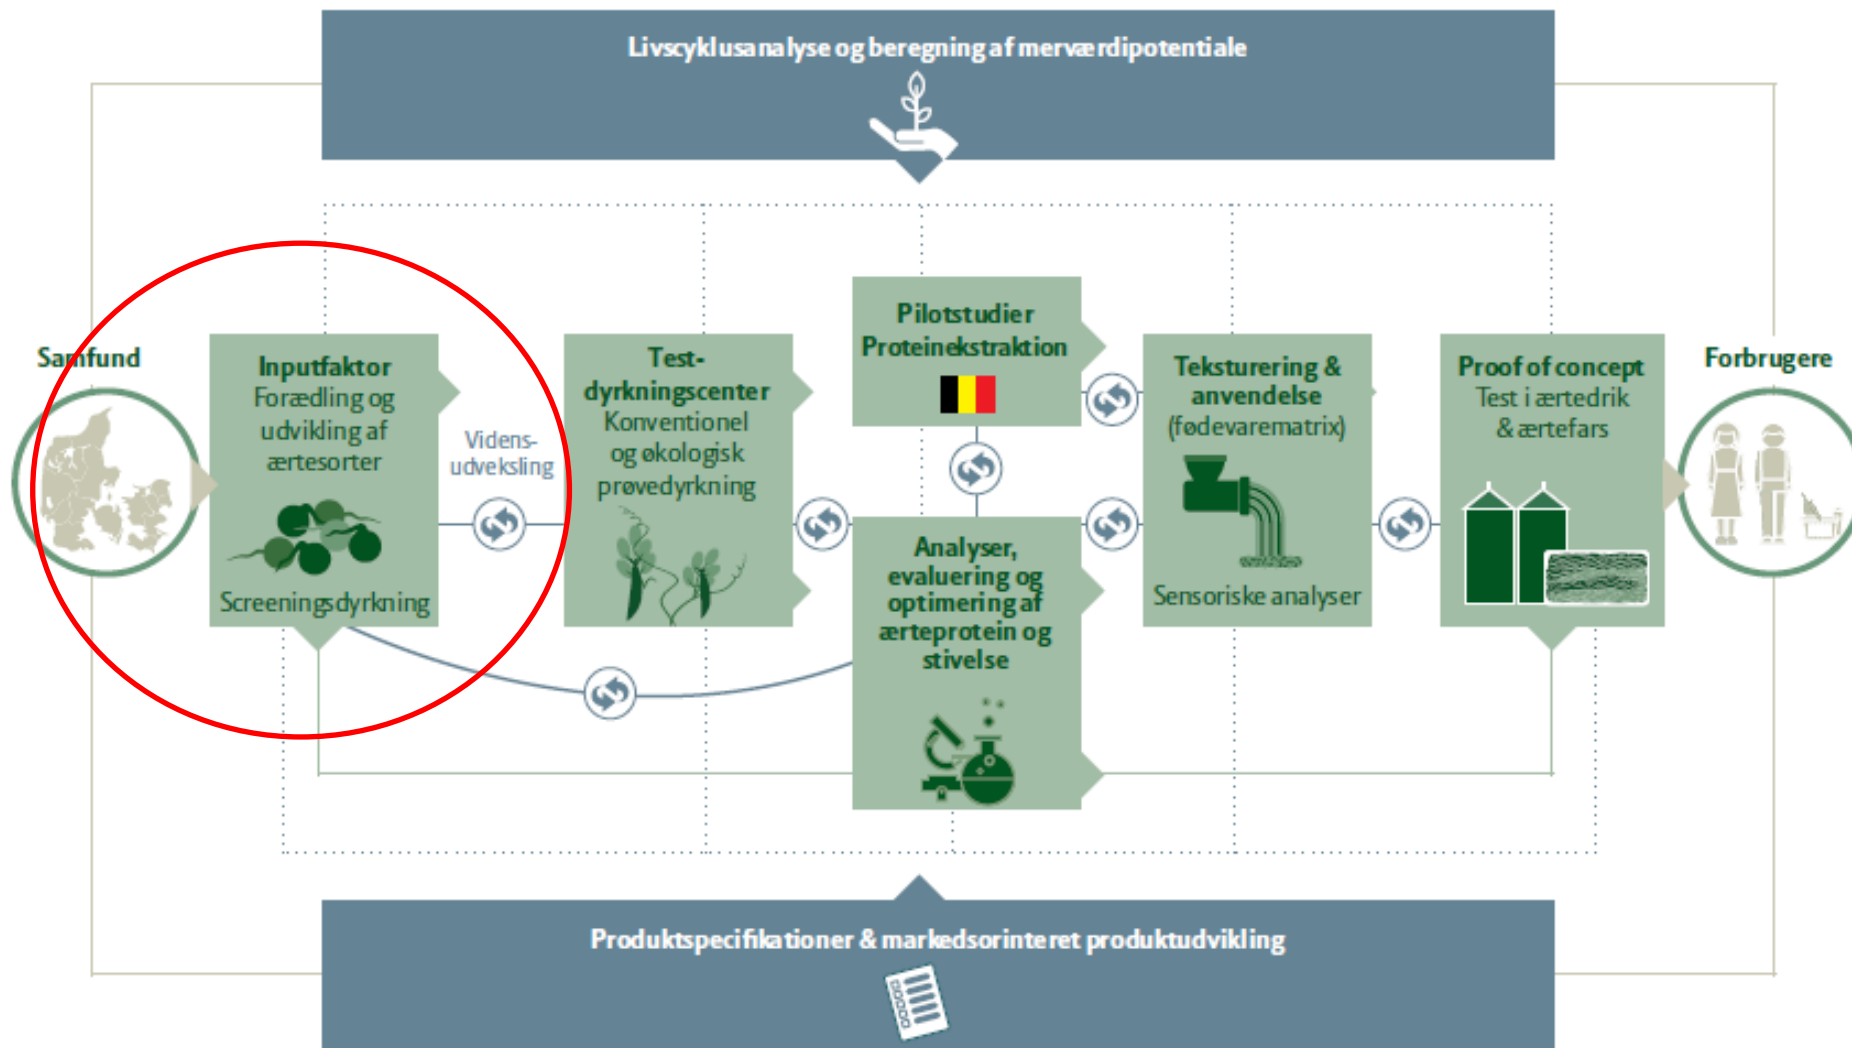 Livscyklusanalyse og beregning af merværdipotentiale
Samfund
Inputfaktor
Forædling og
udvikling af
ærtesorter
Screeningsdyrkning
Videns-
udveksling
Test-
dyrkningscenter
Konventionel
og økologisk
prøvedyrkning
Pilotstudier
Proteinekstraktion
Analyser,
evaluering og
optimering af
ærteprotein og
stivelse
Teksturering &
anvendelse
(fødevarematrix)
Sensoriske analyser
Proof of concept
Test i ærtedrik
& ærtefars
Forbrugere
Produktspecifikationer & markedsorinteret produktudvikling